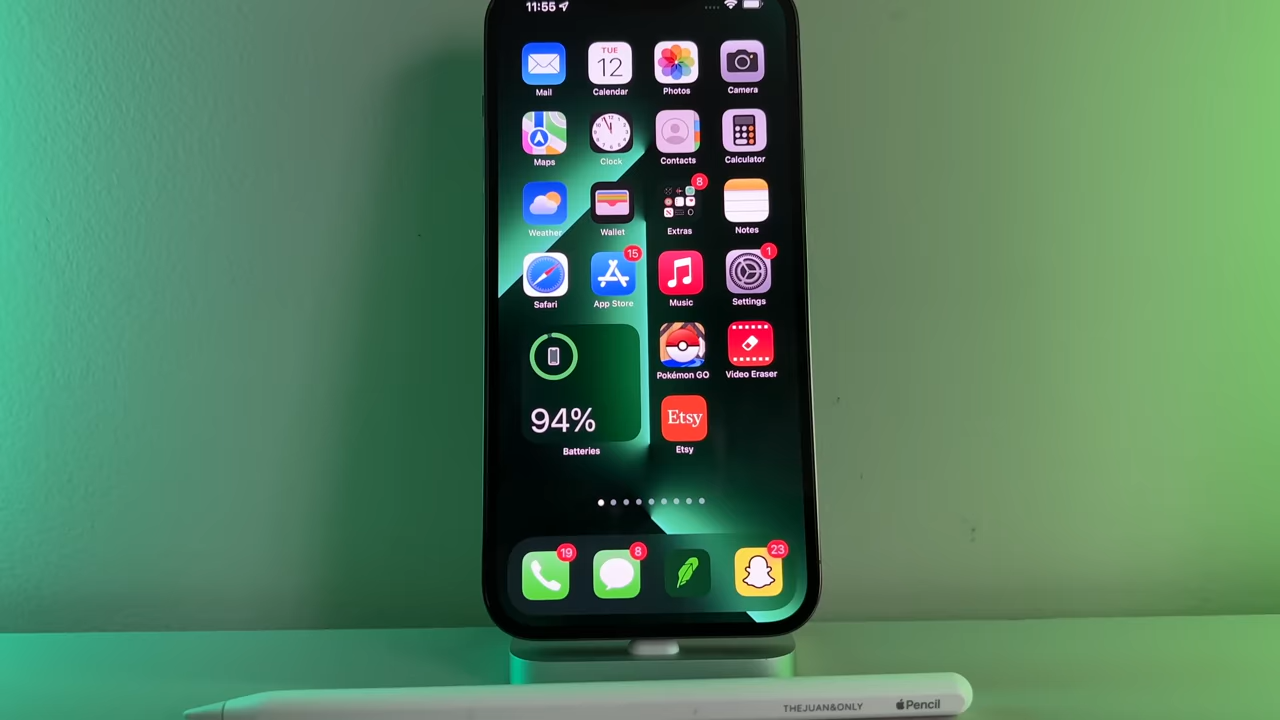 11:55
TUE
12
Mail
Calendar
Photos
Camera
Maps
Clock
Contacts
Calculator
8
Weather
Wallet
Extras
Notes
15
1
Safari
App Store
Music
Settings
Pokémon GO
Video Eraser
94%
Etsy
Batteries
Etsy
19
8
23
THEJUAN&ONLY
Pencil